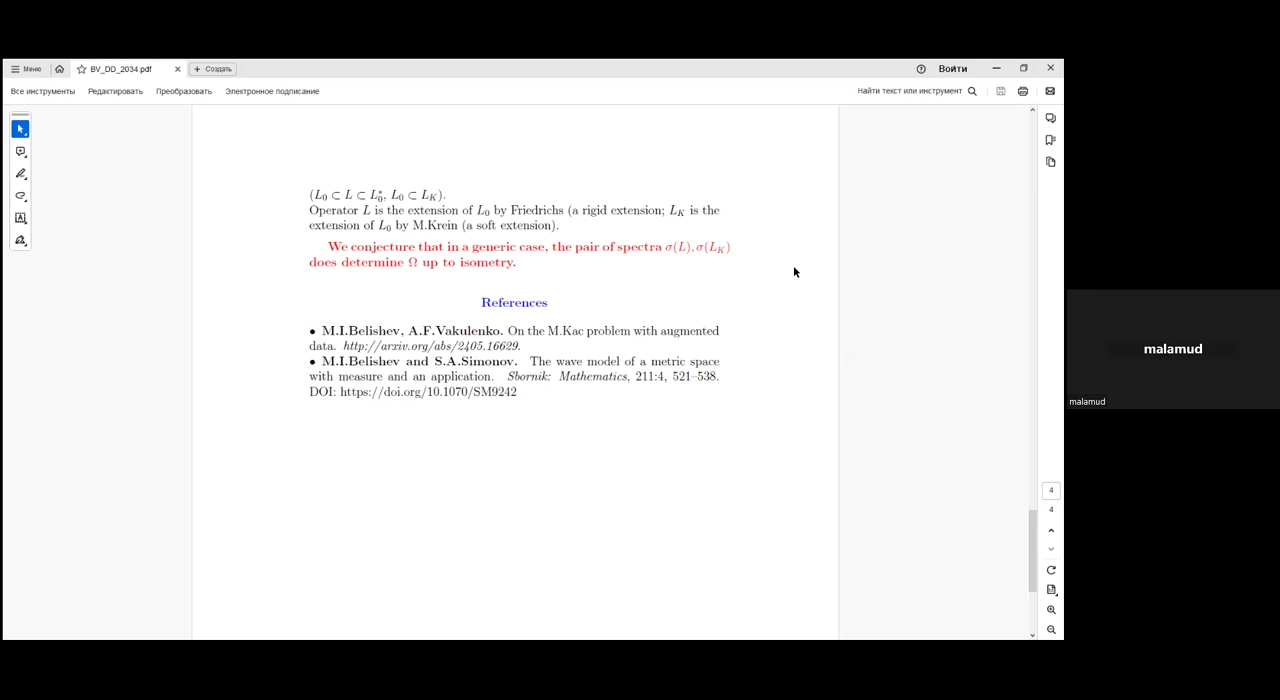 Меню
BV_DD_2034.pdf
Создать
Войти
Все инструменты Редактировать Преобразовать Электронное подписание
Найти текст или инструмент
(L₀ ⊂ L ⊂ L₀*, L₀ ⊂ L_K).
Operator L is the extension of L₀ by Friedrichs (a rigid extension; L_K is the
extension of L₀ by M.Krein (a soft extension).
We conjecture that in a generic case, the pair of spectra σ(L), σ(L_K)
does determine Ω up to isometry.
References
• M.I.Belishev, A.F.Vakulenko. On the M.Kac problem with augmented
data. http://arxiv.org/abs/2405.16629.
• M.I.Belishev and S.A.Simonov. The wave model of a metric space
with measure and an application. Sbornik: Mathematics, 211:4, 521–538.
DOI: https://doi.org/10.1070/SM9242
4
4
malamud
malamud